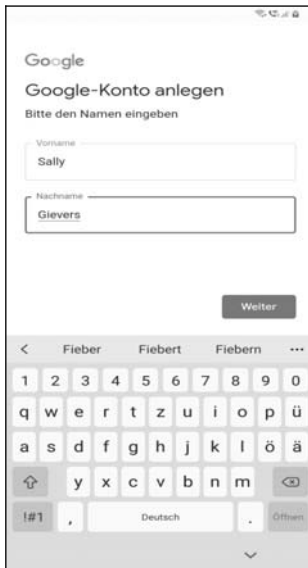 Google
Google-Konto anlegen
Bitte den Namen eingeben
Vorname
Sally
Nachname
Gievers
Weiter
< Fieber Fiebert Fiebern ...
1 2 3 4 5 6 7 8 9 0
q w e r t z u i o p ü
a s d f g h j k l ö ä
y x c v b n m
!#1 , Deutsch . Öffnen